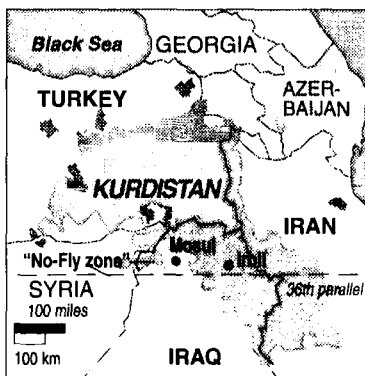 Black Sea
GEORGIA
AZER-
BAIJAN
TURKEY
KURDISTAN
IRAN
"No-Fly zone"
Mosul
Irbil
36th parallel
SYRIA
100 miles
100 km
IRAQ